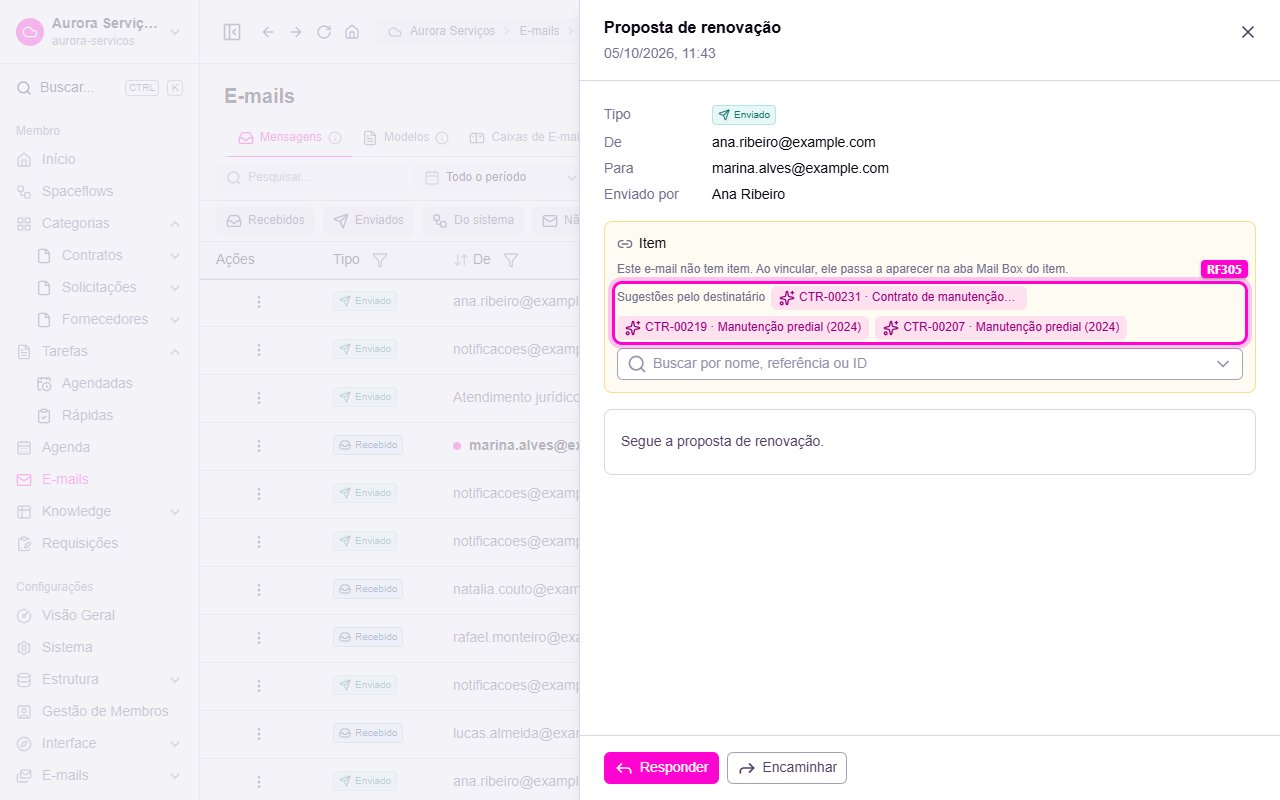 Aurora Serviç...
aurora-servicos
Buscar... CTRL K
Membro
Início
Spaceflows
Categorias
Contratos
Solicitações
Fornecedores
Tarefas
Agendadas
Rápidas
Agenda
E-mails
Knowledge
Requisições
Configurações
Visão Geral
Sistema
Estrutura
Gestão de Membros
Interface
E-mails
Aurora Serviços E-mails
E-mails
Mensagens Modelos Caixas de E-mai
Pesquisar... Todo o período
Recebidos Enviados Do sistema Nã
Ações Tipo De
Enviado ana.ribeiro@exampl
Enviado notificacoes@examp
Enviado Atendimento jurídico
Recebido marina.alves@ex
Enviado notificacoes@examp
Enviado notificacoes@examp
Recebido natalia.couto@exam
Recebido rafael.monteiro@exa
Enviado notificacoes@examp
Recebido lucas.almeida@exa
Enviado ana.ribeiro@exampl
Proposta de renovação
05/10/2026, 11:43
Tipo Enviado
De ana.ribeiro@example.com
Para marina.alves@example.com
Enviado por Ana Ribeiro
Item
Este e-mail não tem item. Ao vincular, ele passa a aparecer na aba Mail Box do item.
RF305
Sugestões pelo destinatário CTR-00231 · Contrato de manutenção...
CTR-00219 · Manutenção predial (2024) CTR-00207 · Manutenção predial (2024)
Buscar por nome, referência ou ID
Segue a proposta de renovação.
Responder Encaminhar